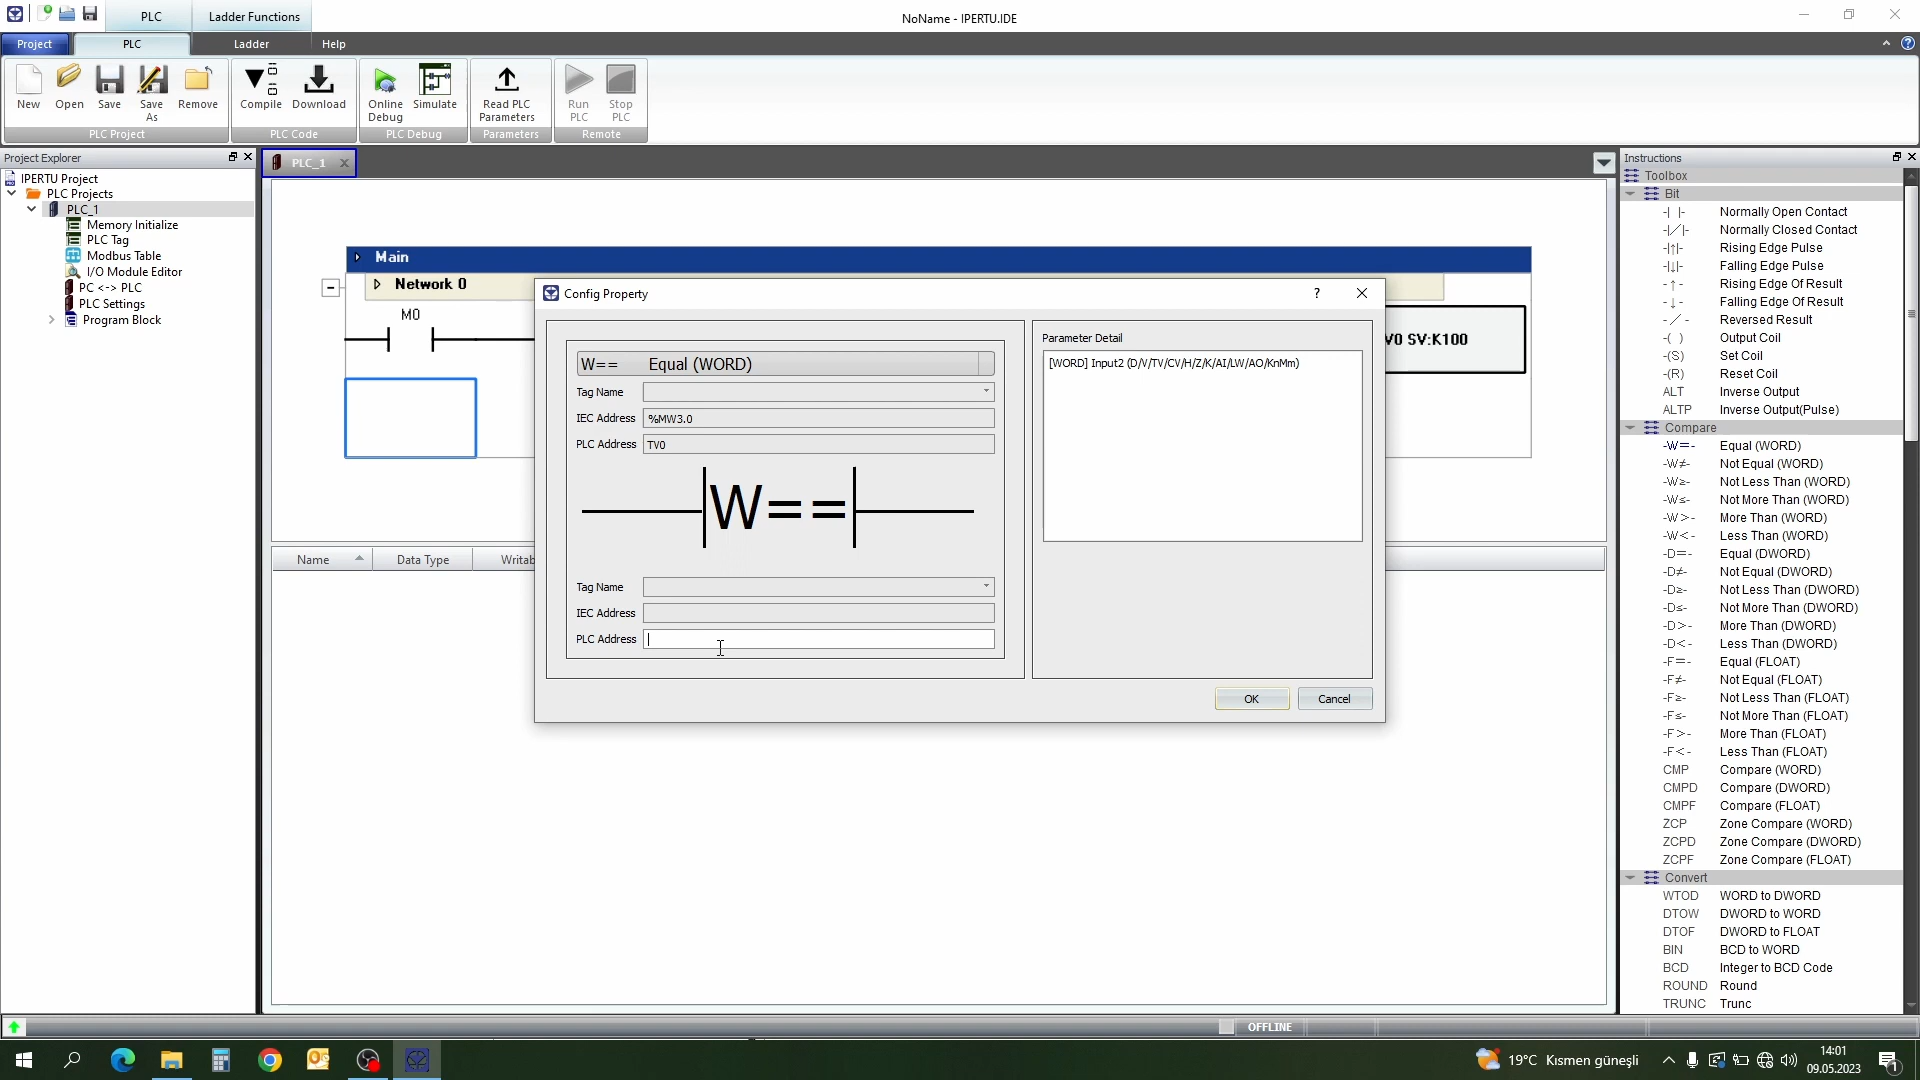 PLC
Ladder Functions
NoName - IPERTU.IDE
Project
PLC
Ladder
Help
New
Open
Save
Save As
Remove
Compile
Download
Online Debug
Simulate
Read PLC Parameters
Run PLC
Stop PLC
PLC Project
PLC Code
PLC Debug
Parameters
Remote
Project Explorer
IPERTU Project
PLC Projects
PLC_1
Memory Initialize
PLC Tag
Modbus Table
I/O Module Editor
PC <-> PLC
PLC Settings
Program Block
PLC_1
Main
Network 0
M0
V0 SV:K100
Name
Data Type
Writab
Config Property
?
W== Equal (WORD)
Tag Name
IEC Address %MW3.0
PLC Address TV0
W==
Tag Name
IEC Address
PLC Address
Parameter Detail
[WORD] Input2 (D/V/TV/CV/H/Z/K/AI/LW/AO/KnMm)
OK
Cancel
Instructions
Toolbox
Bit
-| |- Normally Open Contact
-|/|- Normally Closed Contact
-|↑|- Rising Edge Pulse
-|↓|- Falling Edge Pulse
-↑- Rising Edge Of Result
-↓- Falling Edge Of Result
-/- Reversed Result
-( ) Output Coil
-(S) Set Coil
-(R) Reset Coil
ALT Inverse Output
ALTP Inverse Output(Pulse)
Compare
-W=- Equal (WORD)
-W≠- Not Equal (WORD)
-W≥- Not Less Than (WORD)
-W≤- Not More Than (WORD)
-W>- More Than (WORD)
-W<- Less Than (WORD)
-D=- Equal (DWORD)
-D≠- Not Equal (DWORD)
-D≥- Not Less Than (DWORD)
-D≤- Not More Than (DWORD)
-D>- More Than (DWORD)
-D<- Less Than (DWORD)
-F=- Equal (FLOAT)
-F≠- Not Equal (FLOAT)
-F≥- Not Less Than (FLOAT)
-F≤- Not More Than (FLOAT)
-F>- More Than (FLOAT)
-F<- Less Than (FLOAT)
CMP Compare (WORD)
CMPD Compare (DWORD)
CMPF Compare (FLOAT)
ZCP Zone Compare (WORD)
ZCPD Zone Compare (DWORD)
ZCPF Zone Compare (FLOAT)
Convert
WTOD WORD to DWORD
DTOW DWORD to WORD
DTOF DWORD to FLOAT
BIN BCD to WORD
BCD Integer to BCD Code
ROUND Round
TRUNC Trunc
OFFLINE
19°C Kısmen güneşli
14:01
09.05.2023
1